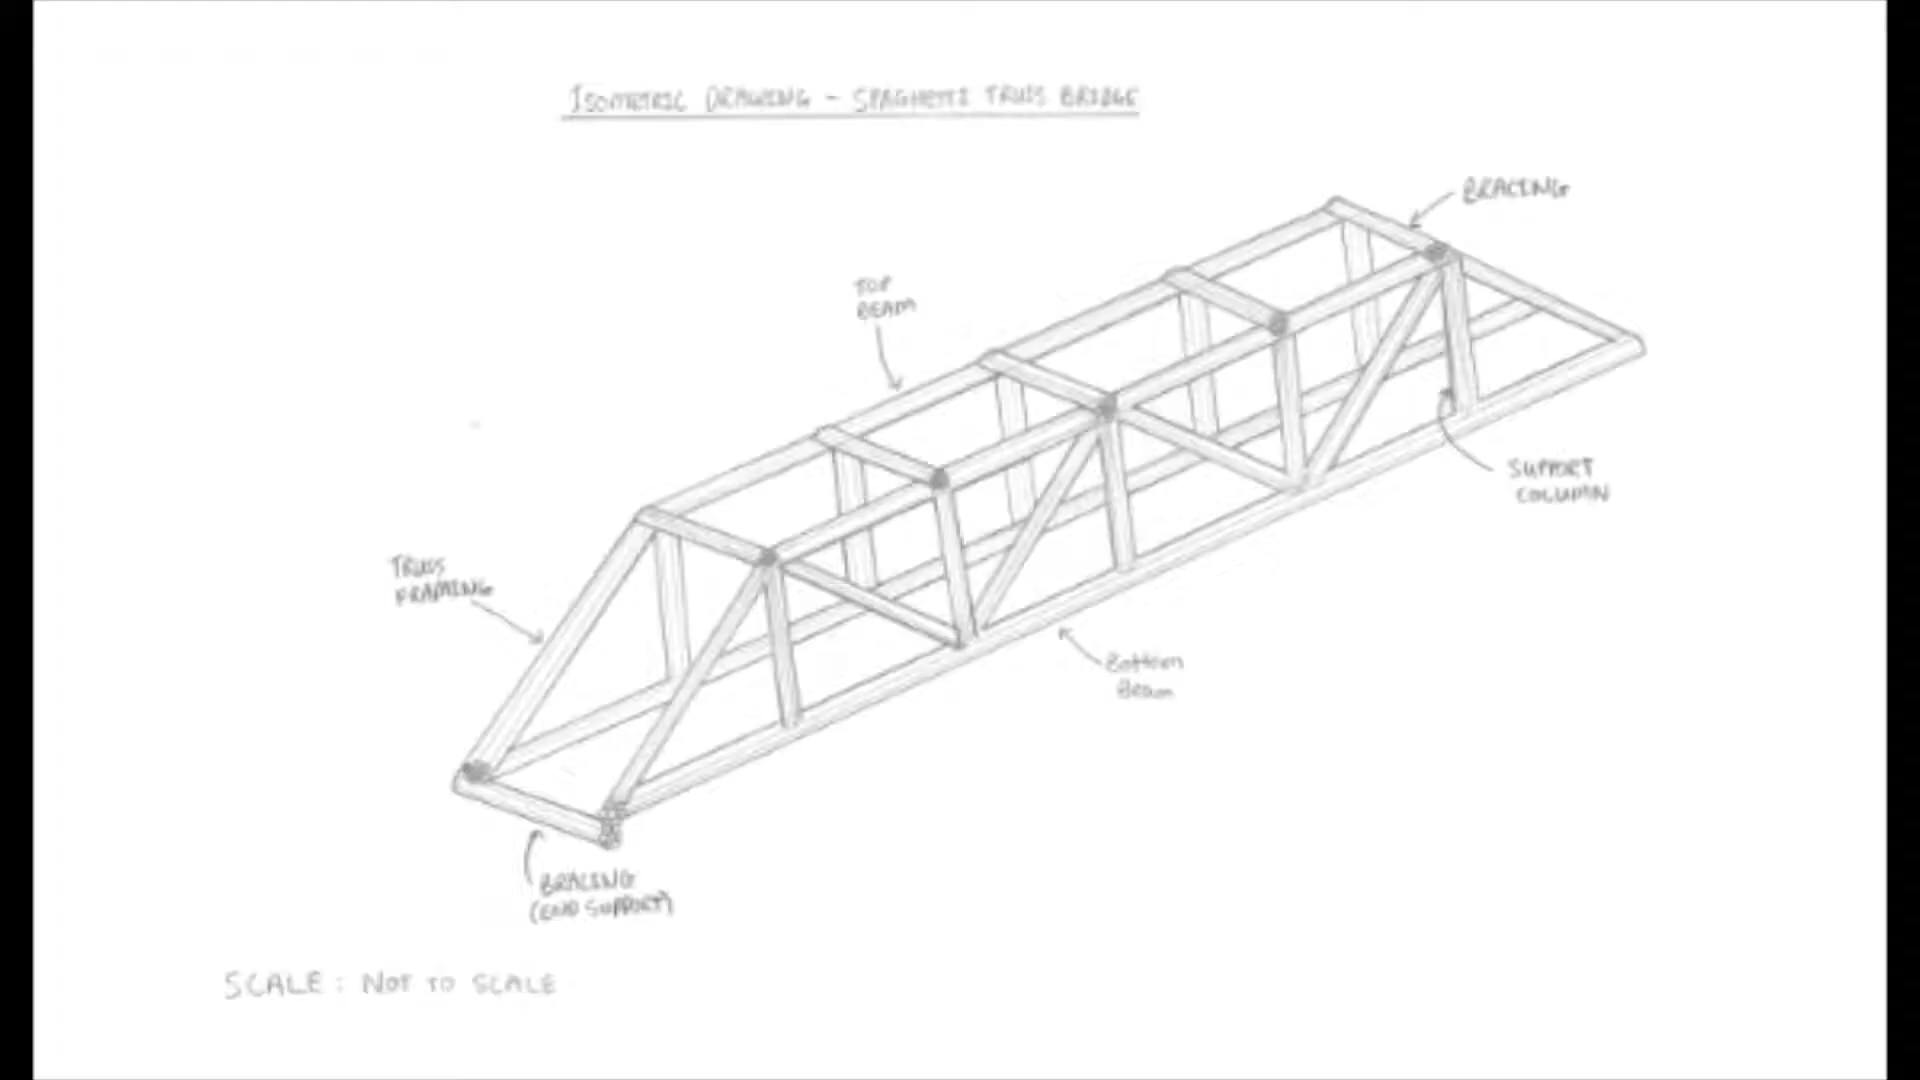 ISOMETRIC DRAWING - SPAGHETTI TRUSS BRIDGE
BRACING
TOP
BEAM
SUPPORT
COLUMN
TRUSS
FRAMING
Bottom
Beam
BRACING
(END SUPPORT)
SCALE: NOT TO SCALE